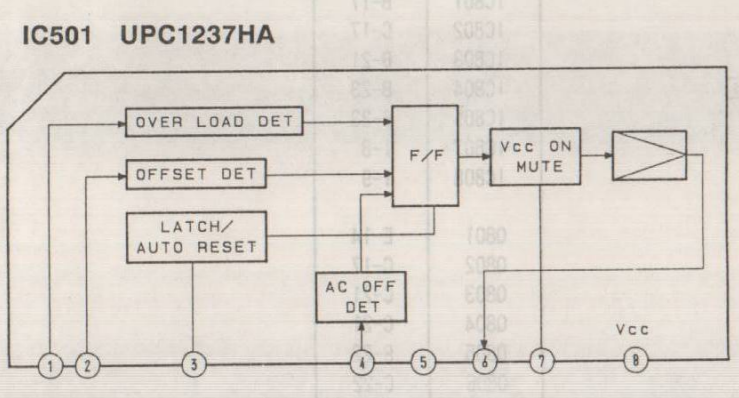 IC501 UPC1237HA
OVER LOAD DET
OFFSET DET
LATCH/
AUTO RESET
F/F
Vcc ON
MUTE
AC OFF
DET
Vcc
1 2 3 4 5 6 7 8